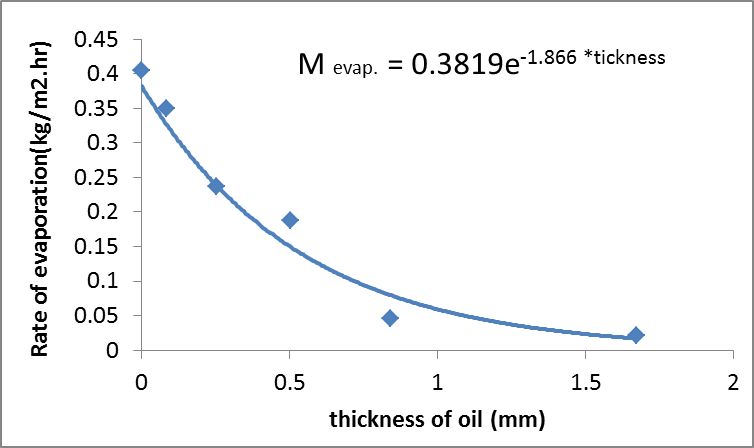 M evap. = 0.3819e-1.866 *tickness
Rate of evaporation(kg/m2.hr)
0.45
0.4
0.35
0.3
0.25
0.2
0.15
0.1
0.05
0
0 0.5 1 1.5 2
thickness of oil (mm)